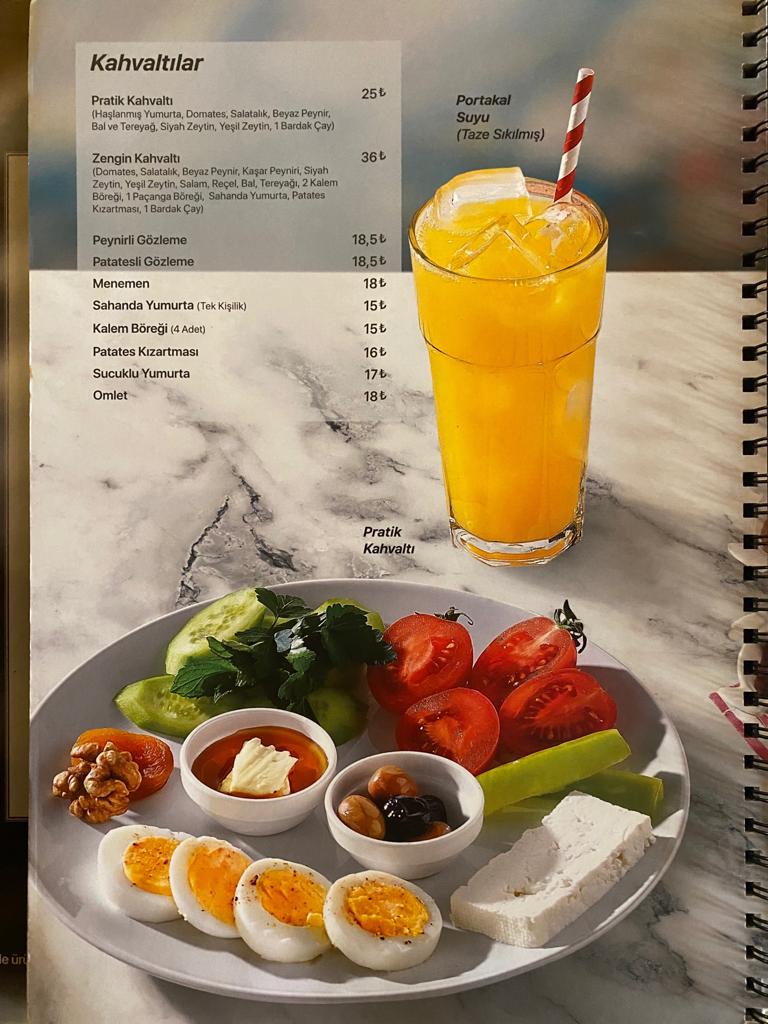 Kahvaltılar
Pratik Kahvaltı 25₺
(Haşlanmış Yumurta, Domates, Salatalık, Beyaz Peynir,
Bal ve Tereyağ, Siyah Zeytin, Yeşil Zeytin, 1 Bardak Çay)
Zengin Kahvaltı 36₺
(Domates, Salatalık, Beyaz Peynir, Kaşar Peyniri, Siyah
Zeytin, Yeşil Zeytin, Salam, Reçel, Bal, Tereyağı, 2 Kalem
Böreği, 1 Paçanga Böreği, Sahanda Yumurta, Patates
Kızartması, 1 Bardak Çay)
Peynirli Gözleme 18,5₺
Patatesli Gözleme 18,5₺
Menemen 18₺
Sahanda Yumurta (Tek Kişilik) 15₺
Kalem Böreği (4 Adet) 15₺
Patates Kızartması 16₺
Sucuklu Yumurta 17₺
Omlet 18₺
Portakal
Suyu
(Taze Sıkılmış)
Pratik
Kahvaltı